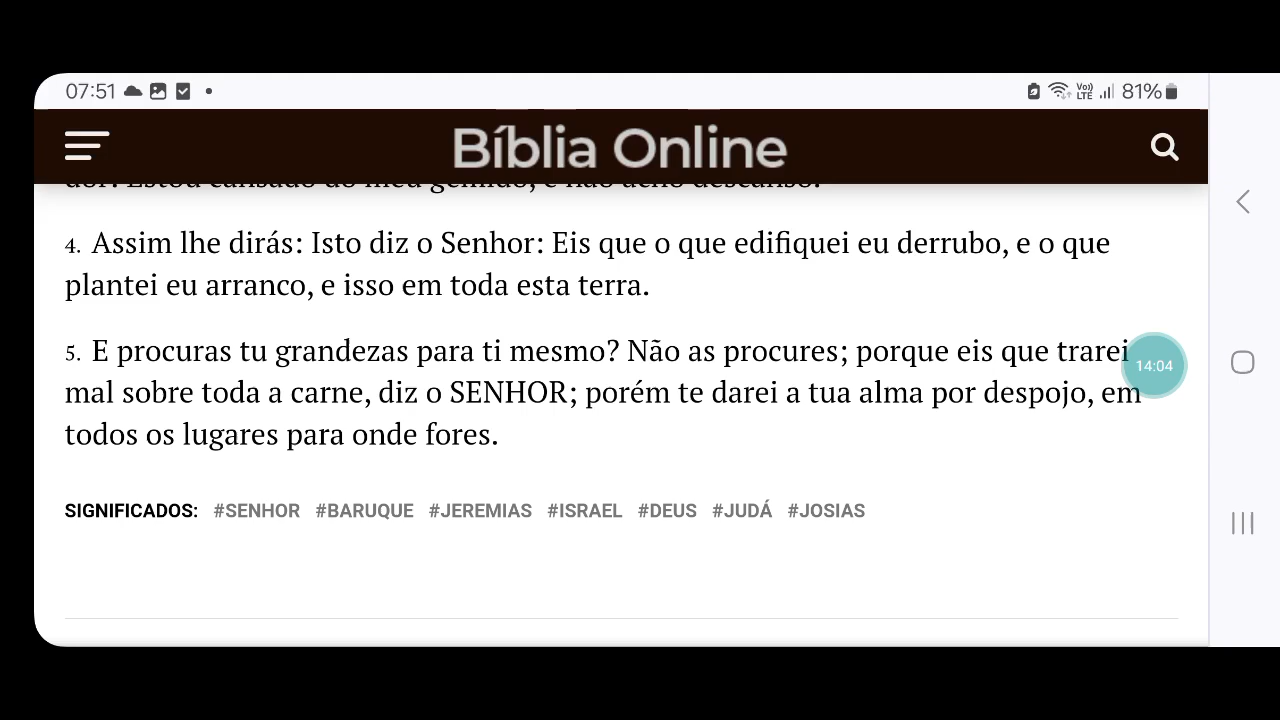 07:51 81%
Bíblia Online
4. Assim lhe dirás: Isto diz o Senhor: Eis que o que edifiquei eu derrubo, e o que
plantei eu arranco, e isso em toda esta terra.
5. E procuras tu grandezas para ti mesmo? Não as procures; porque eis que trarei
14:04
mal sobre toda a carne, diz o SENHOR; porém te darei a tua alma por despojo, em
todos os lugares para onde fores.
SIGNIFICADOS: #SENHOR #BARUQUE #JEREMIAS #ISRAEL #DEUS #JUDÁ #JOSIAS